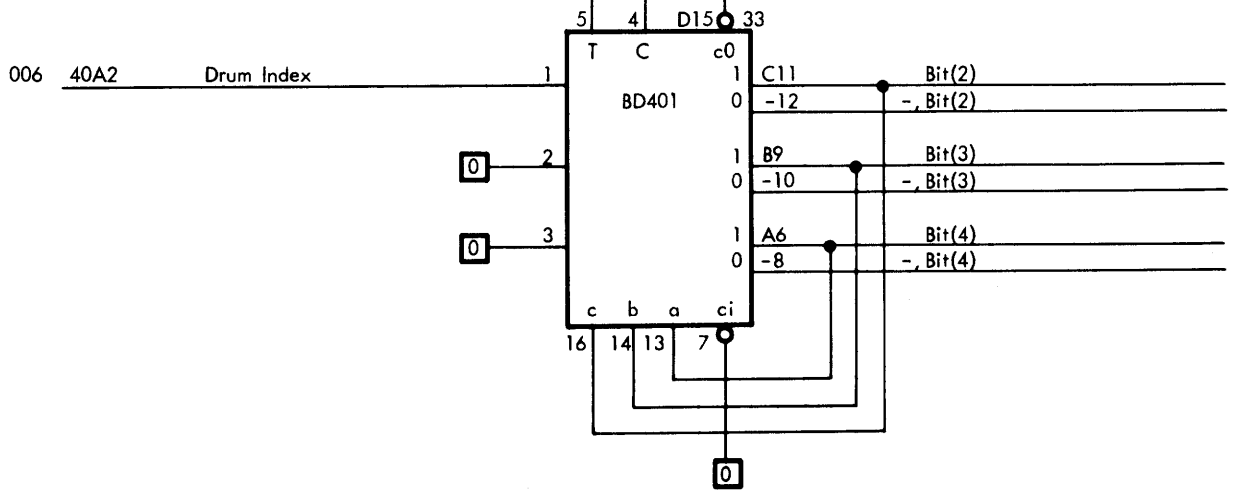 5 4 D15 33
T C c0
006 40A2 Drum Index 1 1 C11 Bit(2)
BD401 0 -12 ¬, Bit(2)
0 2 1 B9 Bit(3)
0 -10 ¬, Bit(3)
0 3 1 A6 Bit(4)
0 -8 ¬, Bit(4)
c b a ci
16 14 13 7
0